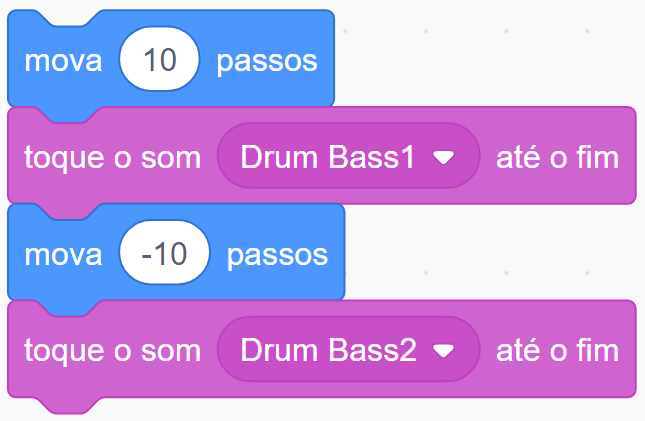 mova 10 passos
toque o som Drum Bass1 até o fim
mova -10 passos
toque o som Drum Bass2 até o fim